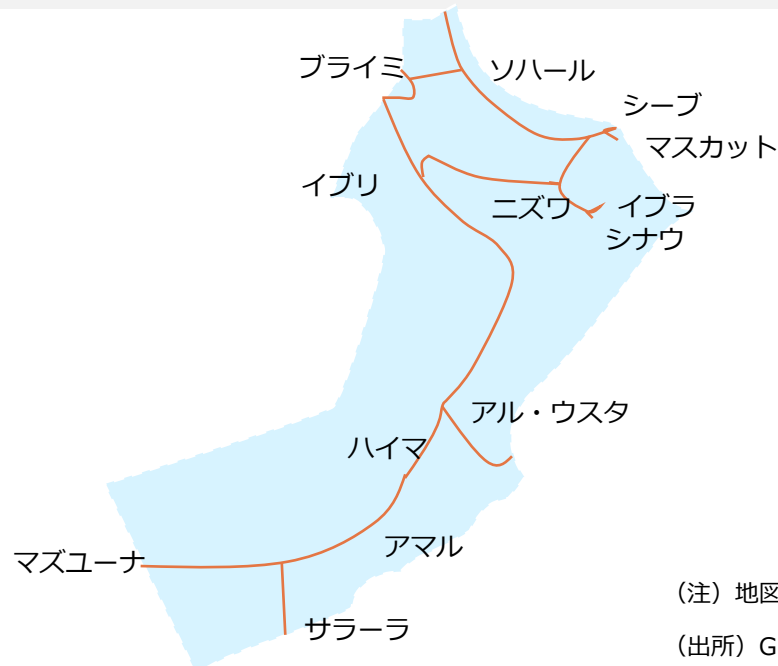 ブライミ
ソハール
シーブ
マスカット
イブリ
ニズワ
イブラ
シナウ
アル・ウスタ
ハイマ
アマル
マズユーナ
サラーラ
（注）地図
（出所）G